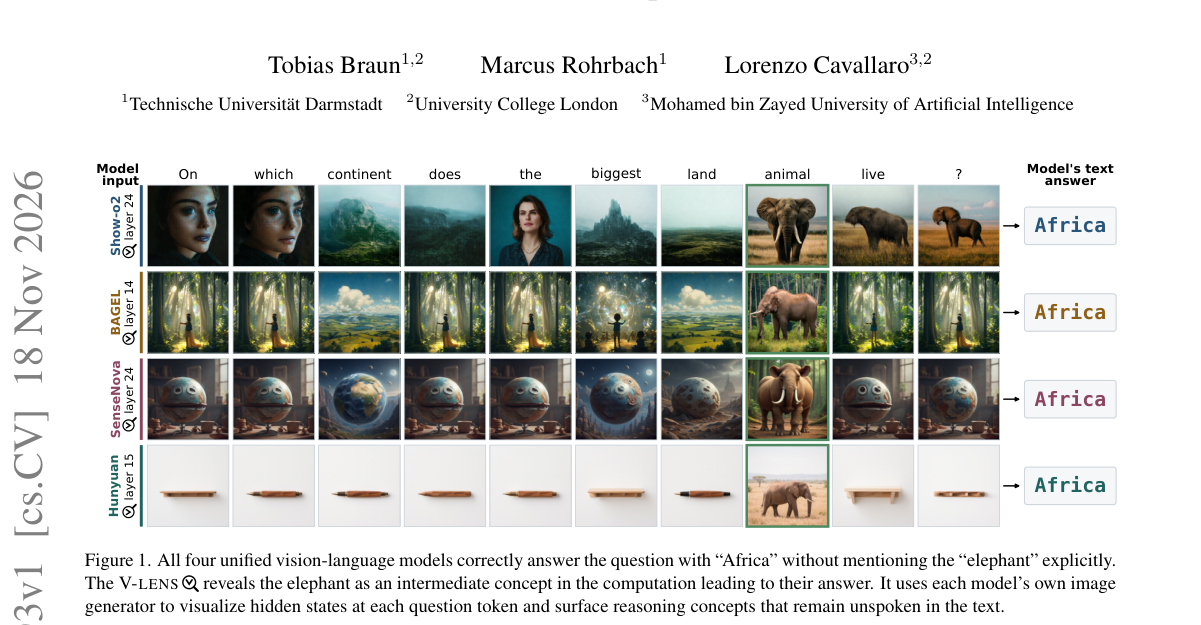 Tobias Braun1,2 Marcus Rohrbach1 Lorenzo Cavallaro3,2
1Technische Universität Darmstadt 2University College London 3Mohamed bin Zayed University of Artificial Intelligence
3v1 [cs.CV] 18 Nov 2026
Model input On which continent does the biggest land animal live ? Model's text answer
Show-o2 layer 24 Africa
BAGEL layer 14 Africa
SenseNova layer 24 Africa
Hunyuan layer 15 Africa
Figure 1. All four unified vision-language models correctly answer the question with “Africa” without mentioning the “elephant” explicitly.
The V-LENS reveals the elephant as an intermediate concept in the computation leading to their answer. It uses each model’s own image
generator to visualize hidden states at each question token and surface reasoning concepts that remain unspoken in the text.